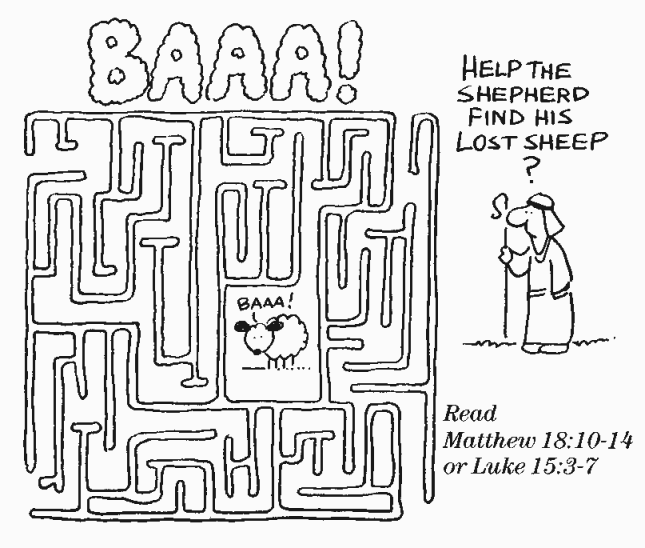 BAAA!
HELP THE
SHEPHERD
FIND HIS
LOST SHEEP
?
BAAA!
Read
Matthew 18:10-14
or Luke 15:3-7